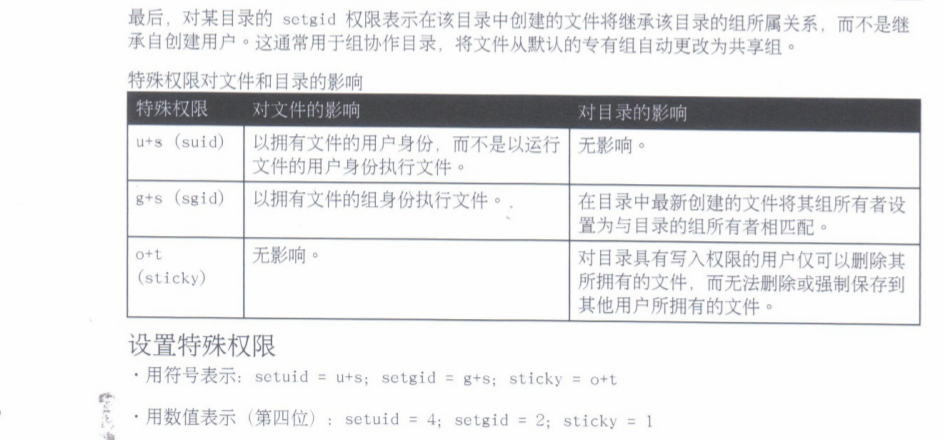 最后，对某目录的 setgid 权限表示在该目录中创建的文件将继承该目录的组所属关系，而不是继
承自创建用户。这通常用于组协作目录，将文件从默认的专有组自动更改为共享组。
特殊权限对文件和目录的影响
特殊权限 对文件的影响 对目录的影响
u+s (suid) 以拥有文件的用户身份，而不是以运行 无影响。
文件的用户身份执行文件。
g+s (sgid) 以拥有文件的组身份执行文件。 在目录中最新创建的文件将其组所有者设
置为与目录的组所有者相匹配。
o+t 无影响。 对目录具有写入权限的用户仅可以删除其
(sticky) 所拥有的文件，而无法删除或强制保存到
其他用户所拥有的文件。
设置特殊权限
·用符号表示: setuid = u+s; setgid = g+s; sticky = o+t
·用数值表示（第四位）: setuid = 4; setgid = 2; sticky = 1